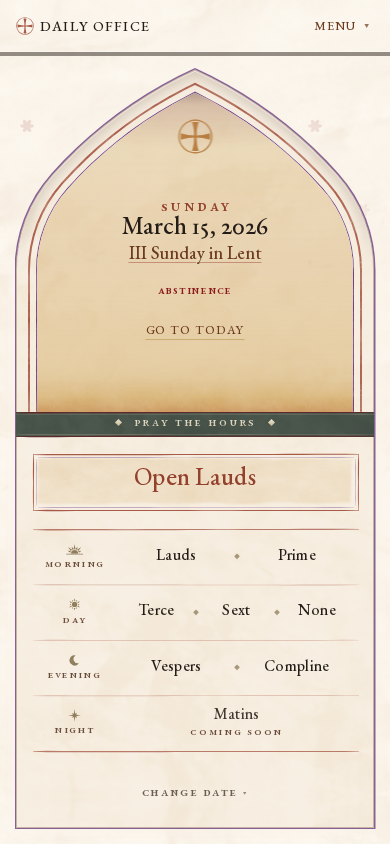 DAILY OFFICE
MENU
SUNDAY
March 15, 2026
III Sunday in Lent
ABSTINENCE
GO TO TODAY
PRAY THE HOURS
Open Lauds
MORNING
Lauds ◆ Prime
DAY
Terce ◆ Sext ◆ None
EVENING
Vespers ◆ Compline
NIGHT
Matins
COMING SOON
CHANGE DATE